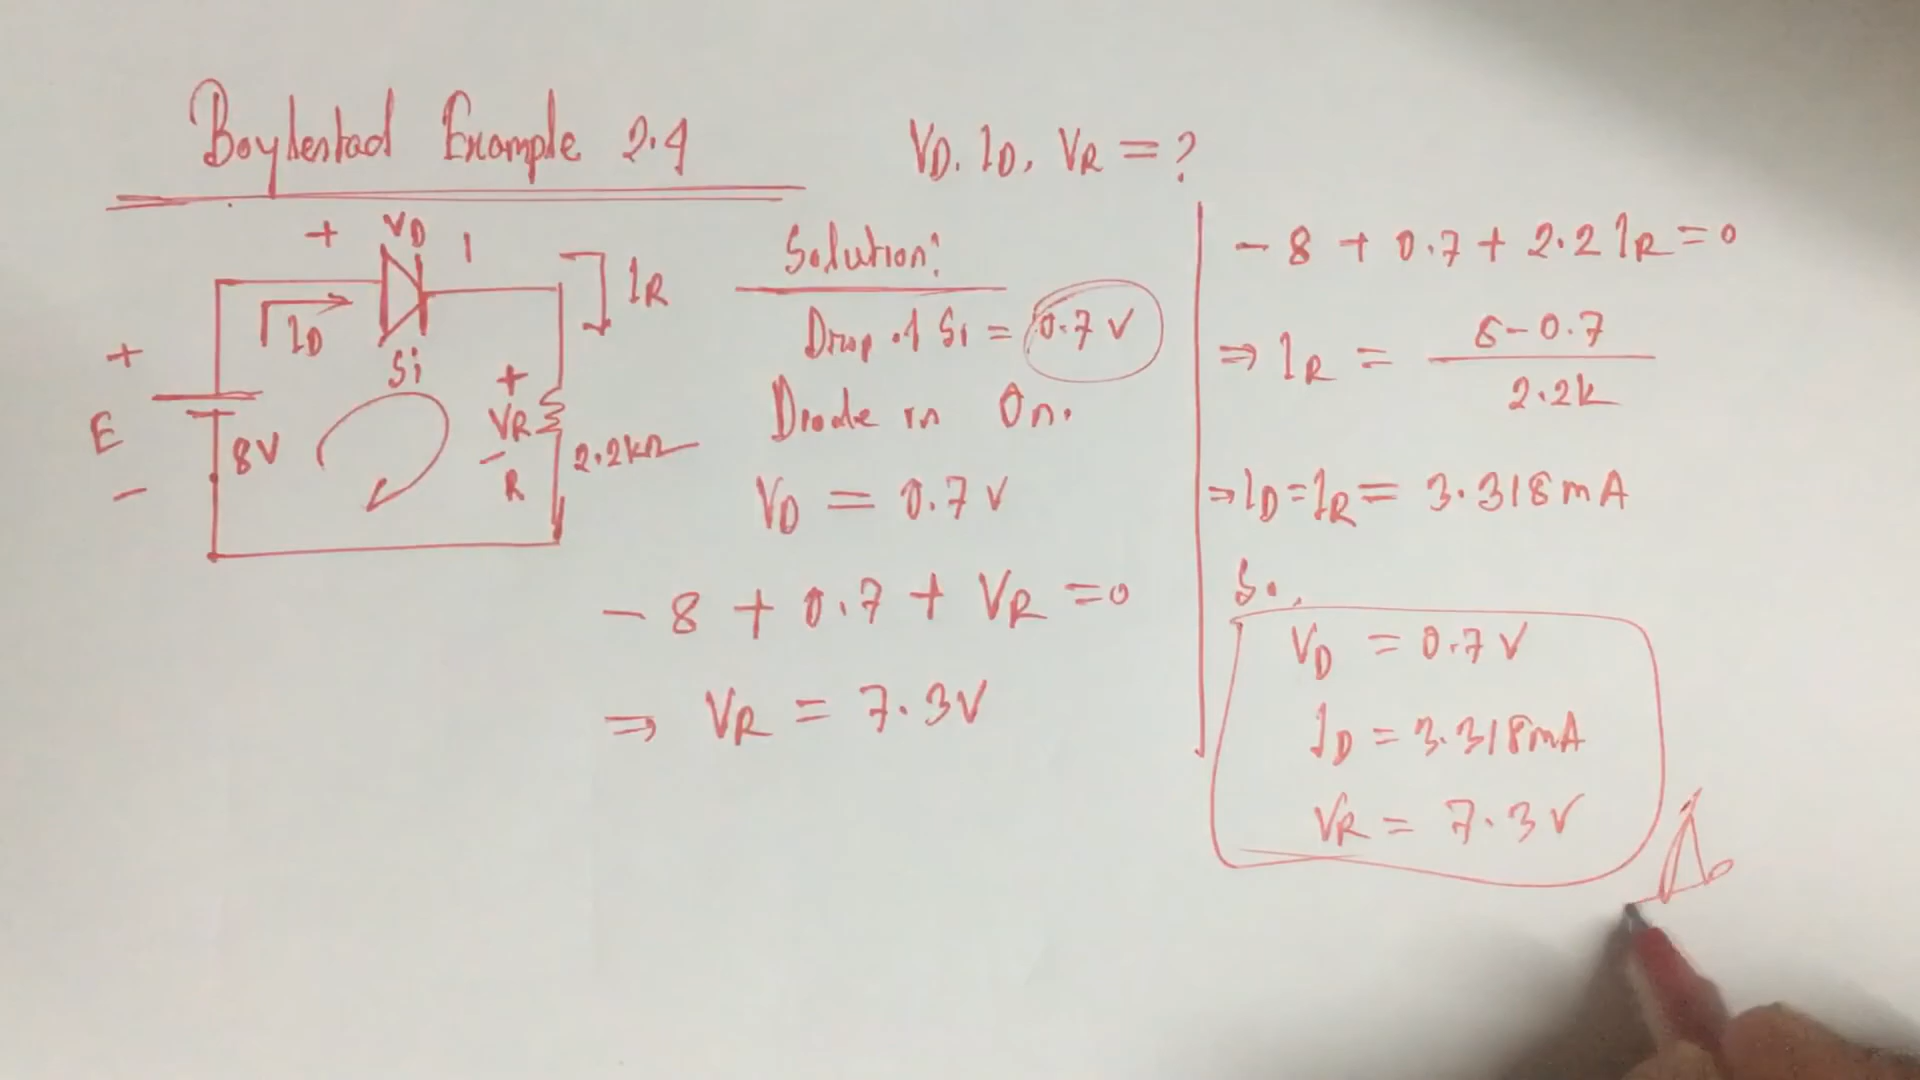 Boylestad Example 2.4
VD. ID, VR = ?
+ VD -
ID
IR
Si
+
E
-
8V
+
VR
-
R
2.2kΩ
Solution:
Drop of Si = 0.7 V
Diode in On.
VD = 0.7 V
- 8 + 0.7 + VR = 0
⇒ VR = 7.3V
- 8 + 0.7 + 2.2 IR = 0
⇒ IR = 8-0.7
2.2k
⇒ ID = IR = 3.318mA
So,
VD = 0.7 V
ID = 3.318mA
VR = 7.3 V